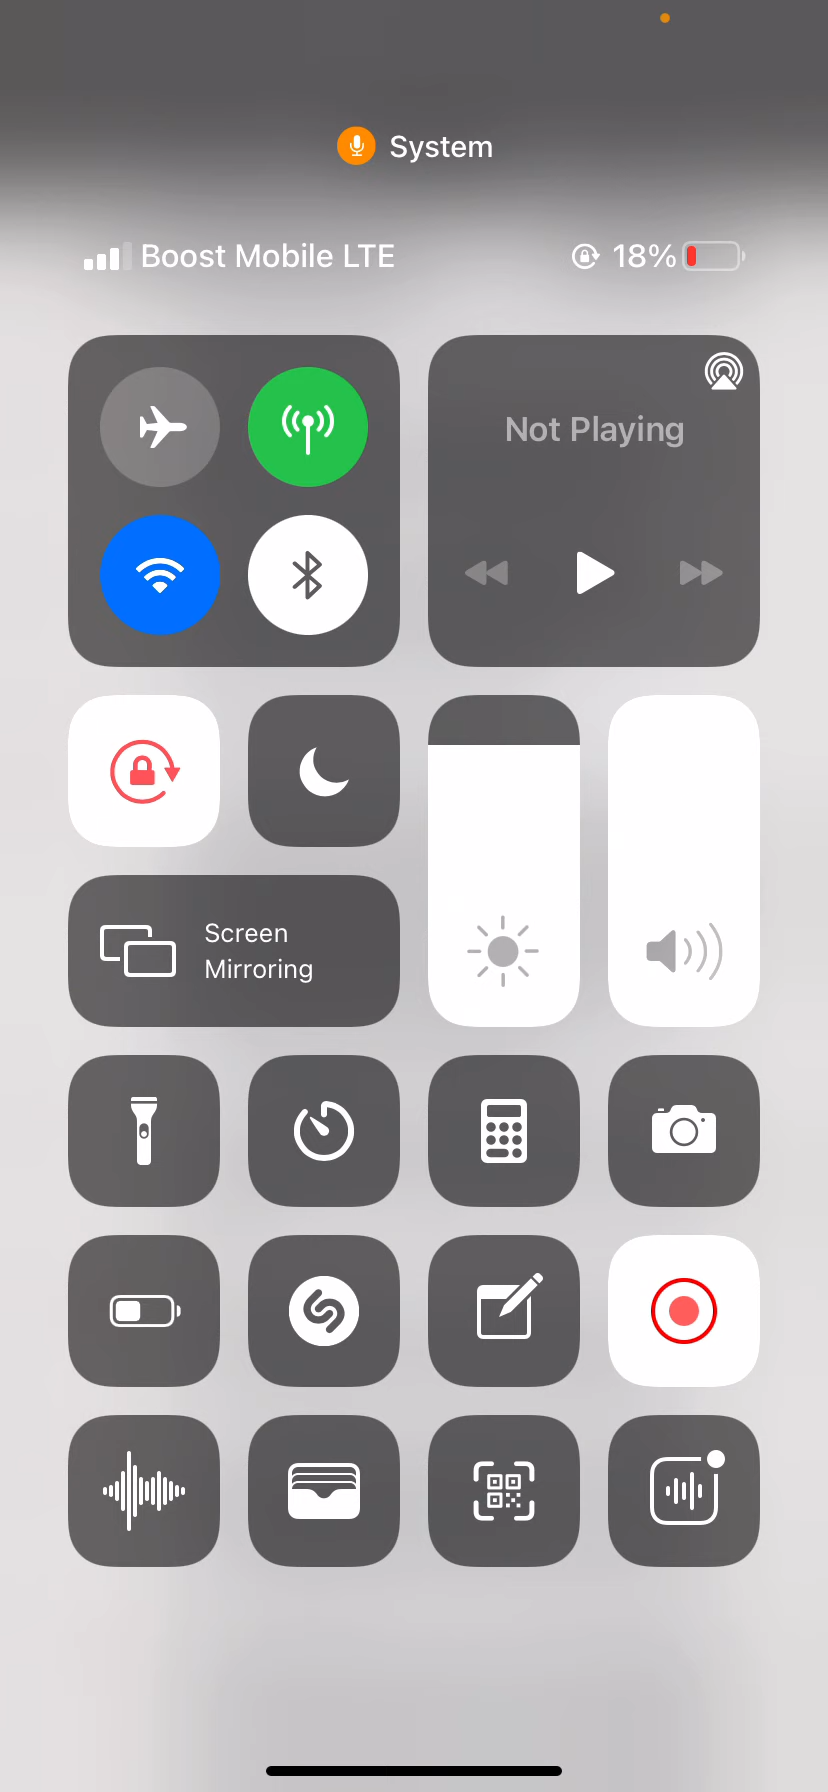 System
Boost Mobile LTE
18%
Not Playing
Screen
Mirroring